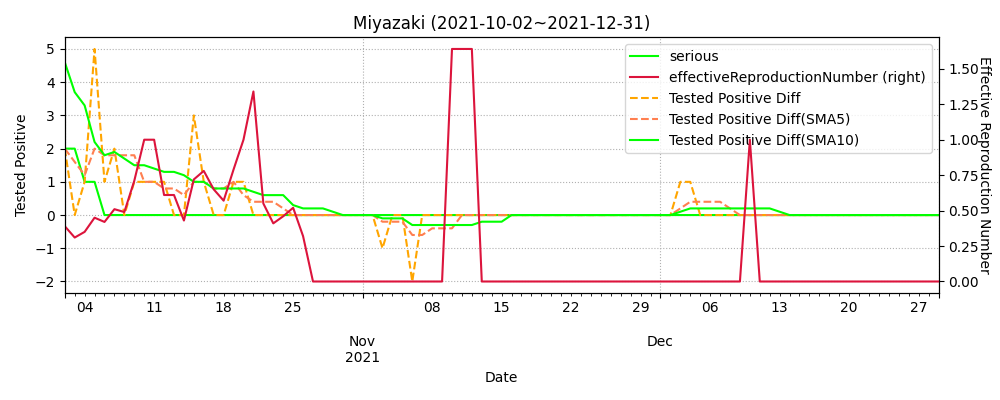 Miyazaki (2021-10-02~2021-12-31)
serious
effectiveReproductionNumber (right)
Tested Positive Diff
Tested Positive Diff(SMA5)
Tested Positive Diff(SMA10)
Tested Positive
5
4
3
2
1
0
−1
−2
1.50
1.25
1.00
0.75
0.50
0.25
0.00
Effective Reproduction Number
04 11 18 25 08 15 22 29 06 13 20 27
Nov Dec
2021
Date